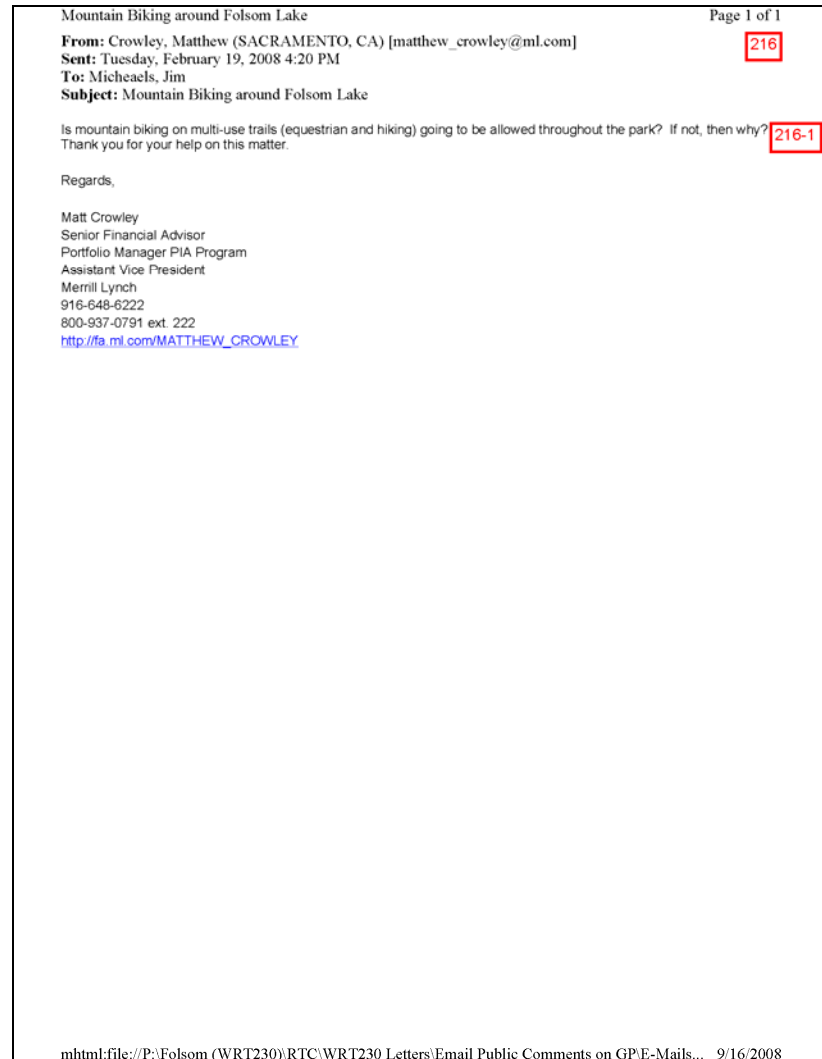 Mountain Biking around Folsom Lake Page 1 of 1
From: Crowley, Matthew (SACRAMENTO, CA) [matthew_crowley@ml.com]
216
Sent: Tuesday, February 19, 2008 4:20 PM
To: Micheaels, Jim
Subject: Mountain Biking around Folsom Lake
Is mountain biking on multi-use trails (equestrian and hiking) going to be allowed throughout the park? If not, then why?
216-1
Thank you for your help on this matter.
Regards,
Matt Crowley
Senior Financial Advisor
Portfolio Manager PIA Program
Assistant Vice President
Merrill Lynch
916-648-6222
800-937-0791 ext. 222
http://fa.ml.com/MATTHEW_CROWLEY
mhtml:file://P:\Folsom (WRT230)\RTC\WRT230 Letters\Email Public Comments on GP\E-Mails... 9/16/2008